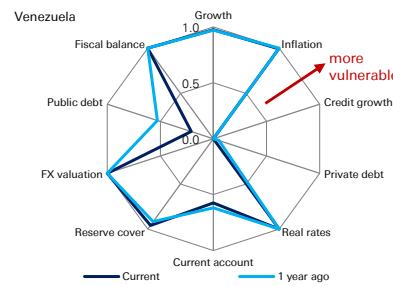 Venezuela
Growth
1.0
Fiscal balance
Inflation
more
vulnerable
0.5
Public debt
Credit growth
0.0
FX valuation
Private debt
Reserve cover
Real rates
Current account
Current
1 year ago